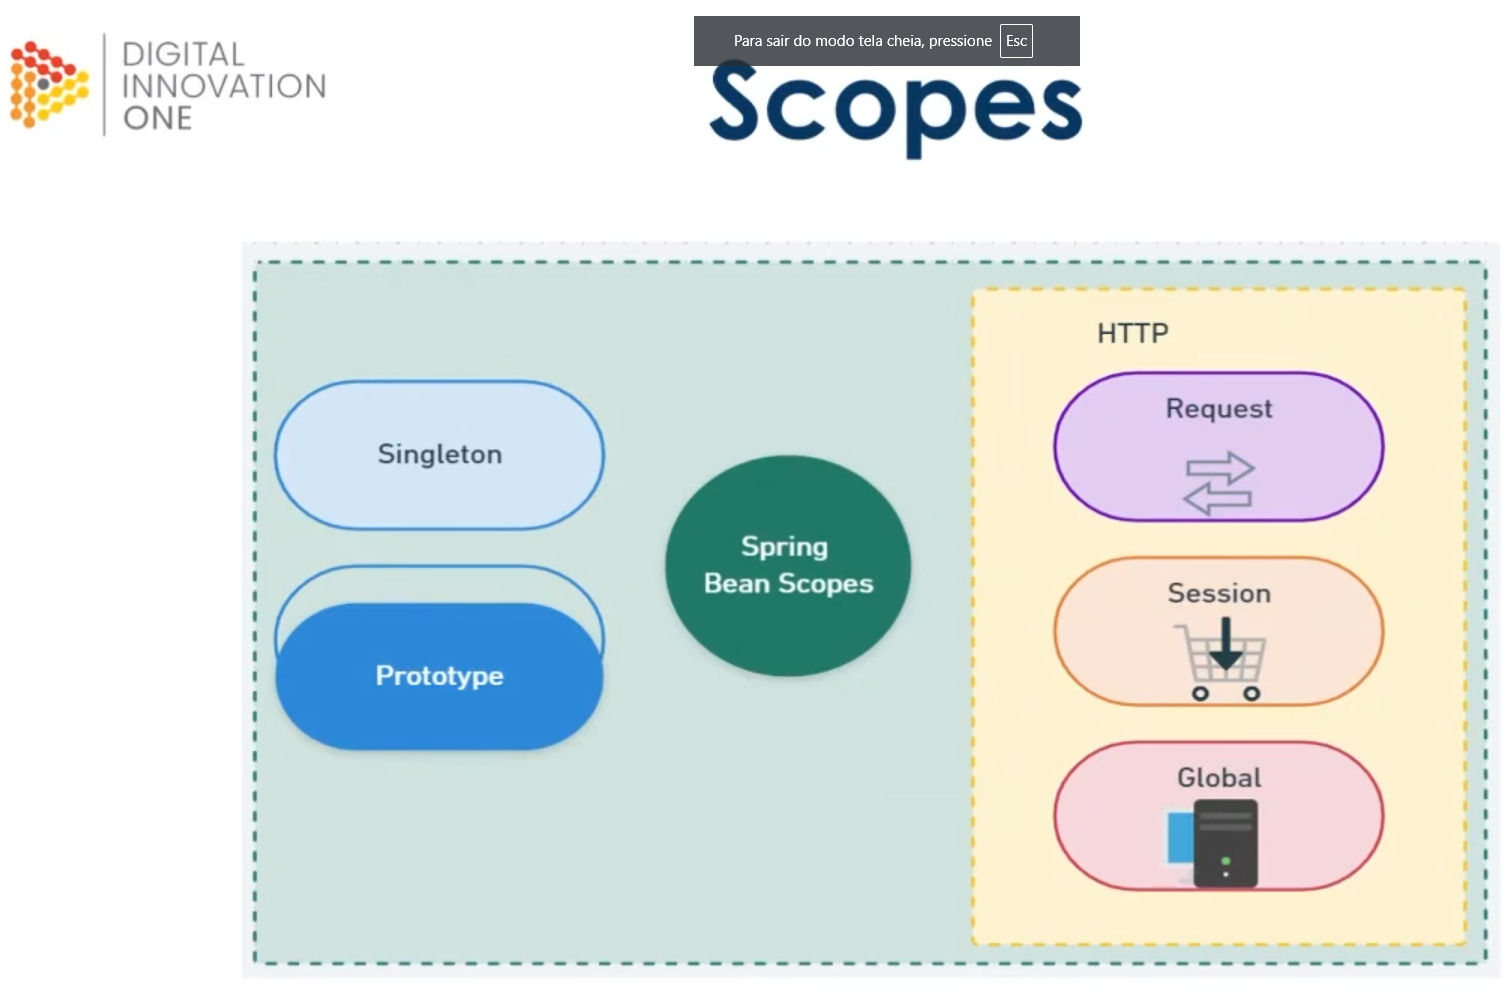 DIGITAL
INNOVATION
ONE
Para sair do modo tela cheia, pressione Esc
Scopes
Singleton
Prototype
Spring
Bean Scopes
HTTP
Request
Session
Global